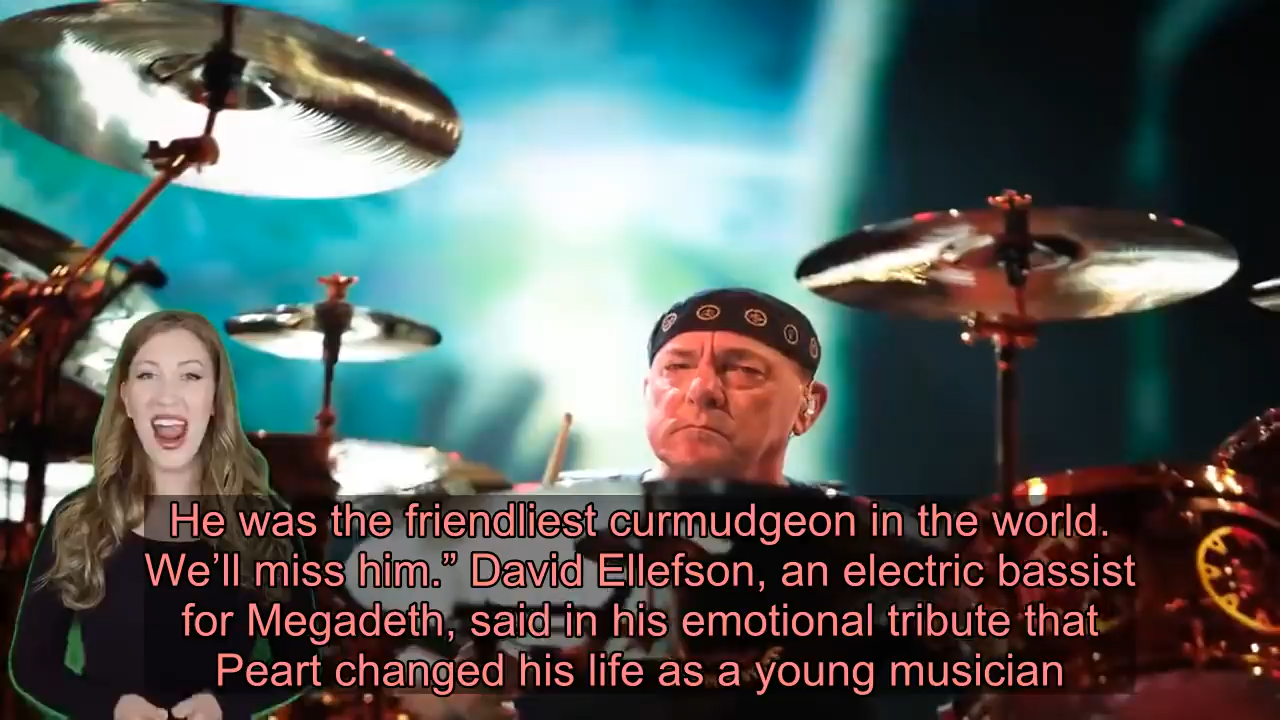 He was the friendliest curmudgeon in the world.
We’ll miss him.” David Ellefson, an electric bassist
for Megadeth, said in his emotional tribute that
Peart changed his life as a young musician